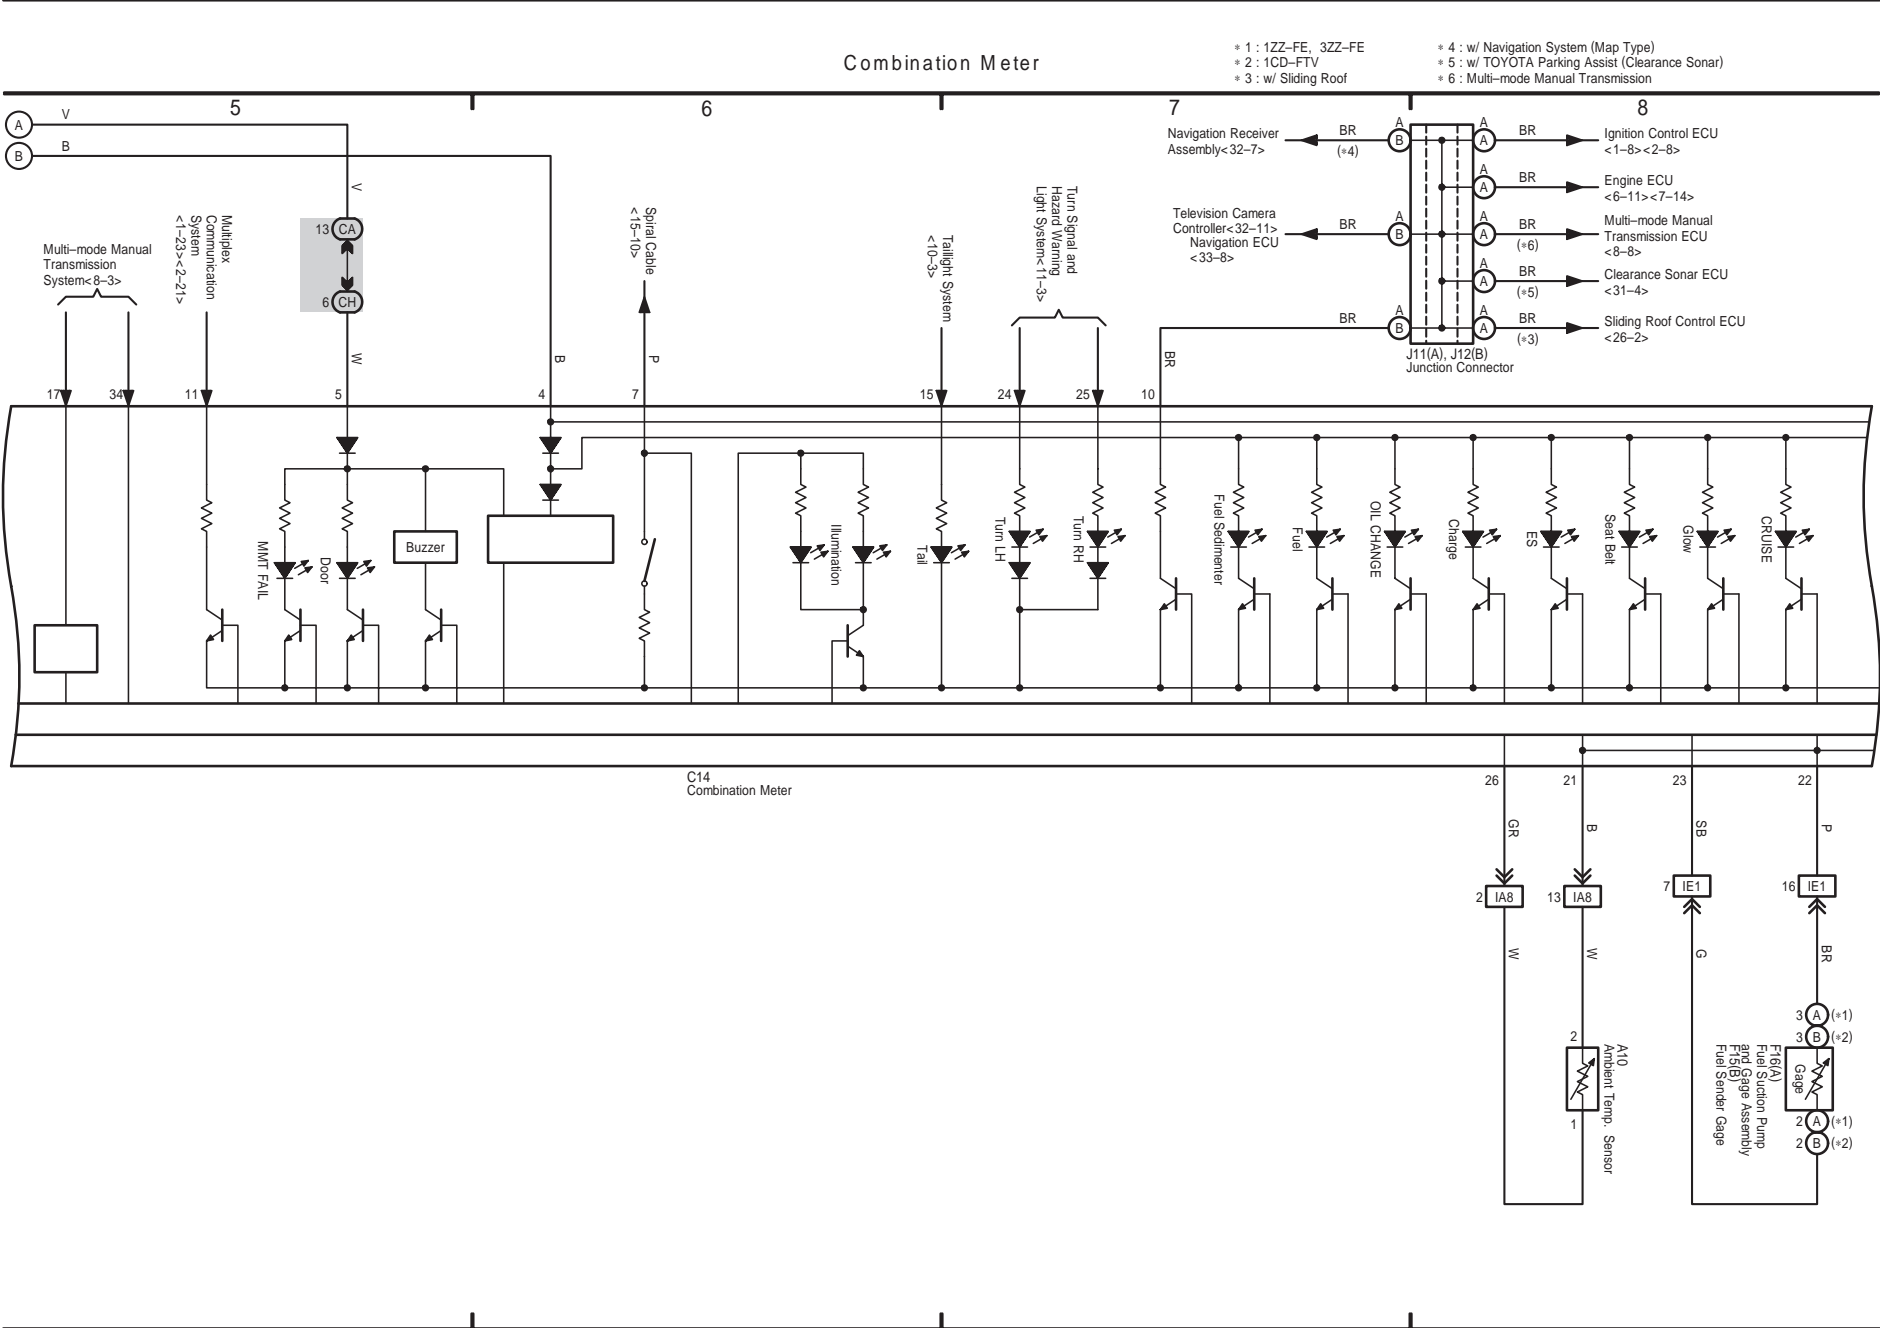 Combination Meter
∗ 1 : 1ZZ–FE, 3ZZ–FE
∗ 2 : 1CD–FTV
∗ 3 : w/ Sliding Roof
∗ 4 : w/ Navigation System (Map Type)
∗ 5 : w/ TOYOTA Parking Assist (Clearance Sonar)
∗ 6 : Multi–mode Manual Transmission
5
6
7
8
A
V
B
B
V
13 CA
6 CH
W
B
P
BR
Multi–mode Manual
Transmission
System<8–3>
Multiplex
Communication
System
<1–23><2–21>
Spiral Cable
<15–10>
Taillight System
<10–3>
Turn Signal and
Hazard Warning
Light System<11–3>
Navigation Receiver
Assembly<32–7>
BR
(∗4)
A
B
A
A
BR
Ignition Control ECU
<1–8><2–8>
A
A
BR
Engine ECU
<6–11><7–14>
Television Camera
Controller<32–11>
Navigation ECU
<33–8>
BR
A
B
A
A
BR
(∗6)
Multi–mode Manual
Transmission ECU
<8–8>
A
A
BR
(∗5)
Clearance Sonar ECU
<31–4>
BR
A
B
A
A
BR
(∗3)
Sliding Roof Control ECU
<26–2>
J11(A), J12(B)
Junction Connector
17
34
11
5
4
7
15
24
25
10
MMT FAIL
Door
Buzzer
Illumination
Tail
Turn LH
Turn RH
Fuel Sedimenter
Fuel
OIL CHANGE
Charge
ES
Seat Belt
Glow
CRUISE
C14
Combination Meter
26
21
23
22
GR
B
SB
P
2 IA8
13 IA8
7 IE1
16 IE1
W
W
G
BR
3 A (∗1)
3 B (∗2)
2
1
A10
Ambient Temp. Sensor
Gage
F16(A)
Fuel Suction Pump
and Gage Assembly
F15(B)
Fuel Sender Gage
2 A (∗1)
2 B (∗2)